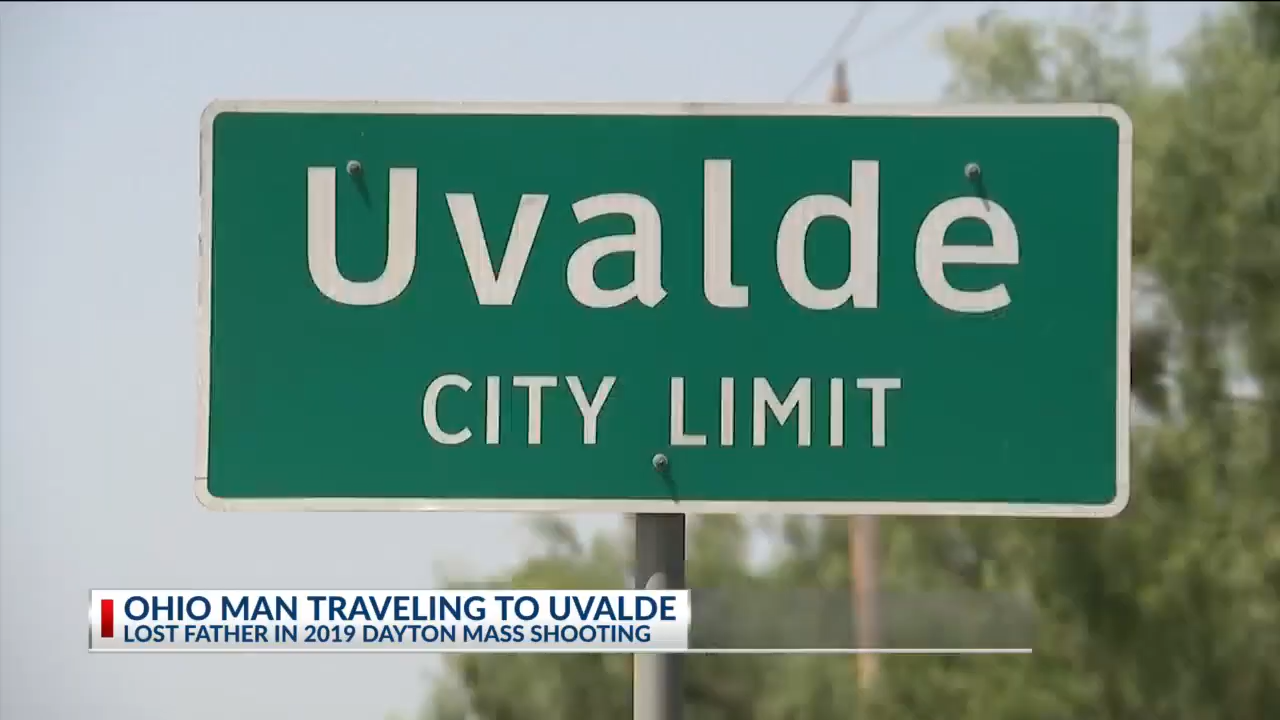 Uvalde
CITY LIMIT
OHIO MAN TRAVELING TO UVALDE
LOST FATHER IN 2019 DAYTON MASS SHOOTING